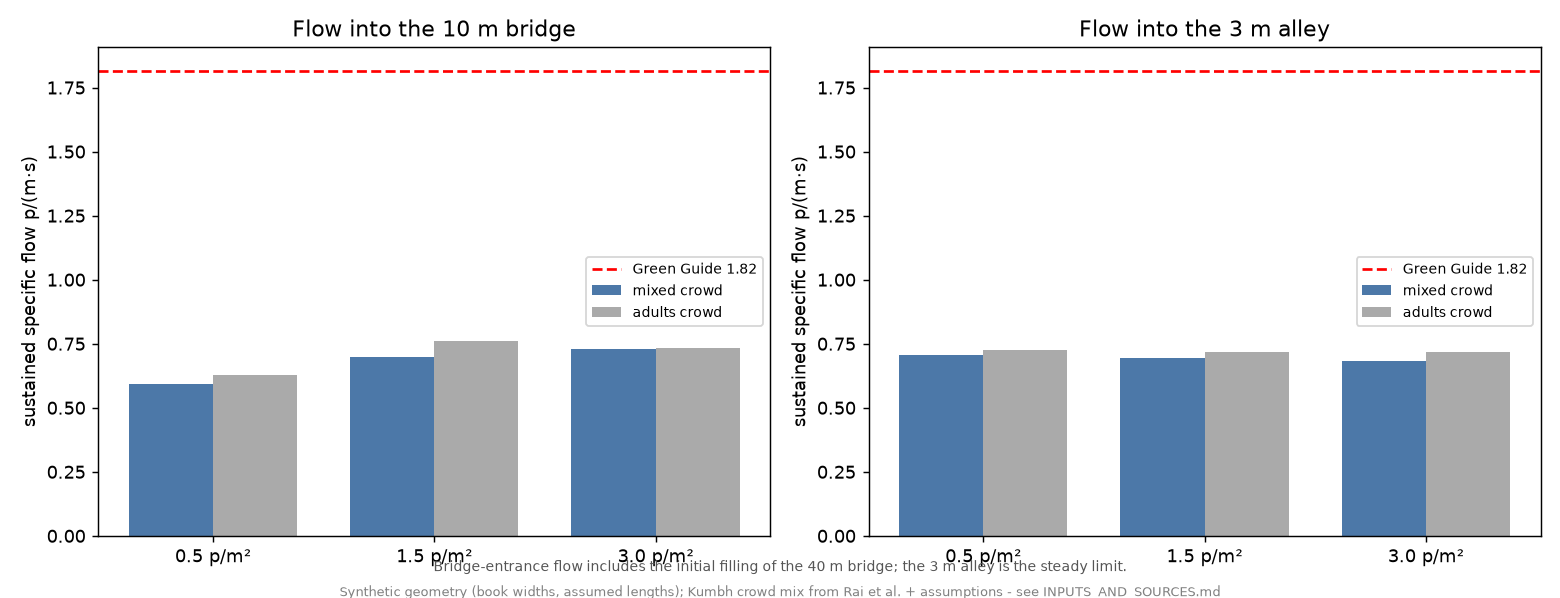 Flow into the 10 m bridge
sustained specific flow p/(m·s)
1.75
1.50
1.25
1.00
0.75
0.50
0.25
0.00
Green Guide 1.82
mixed crowd
adults crowd
0.5 p/m²
1.5 p/m²
3.0 p/m²
Flow into the 3 m alley
sustained specific flow p/(m·s)
1.75
1.50
1.25
1.00
0.75
0.50
0.25
0.00
Green Guide 1.82
mixed crowd
adults crowd
0.5 p/m²
1.5 p/m²
3.0 p/m²
Bridge-entrance flow includes the initial filling of the 40 m bridge; the 3 m alley is the steady limit.
Synthetic geometry (book widths, assumed lengths); Kumbh crowd mix from Rai et al. + assumptions - see INPUTS_AND_SOURCES.md